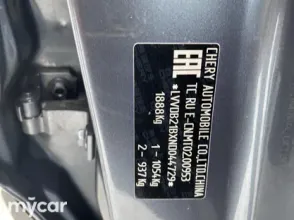 CHERY AUTOMOBILE CO.,LTD.CHINA
EAC
TC RU E-CN.MT02.00953
*LVVDB21BXND044729*
1888Kg
1 - 1054Kg
2 - 937Kg
mycar